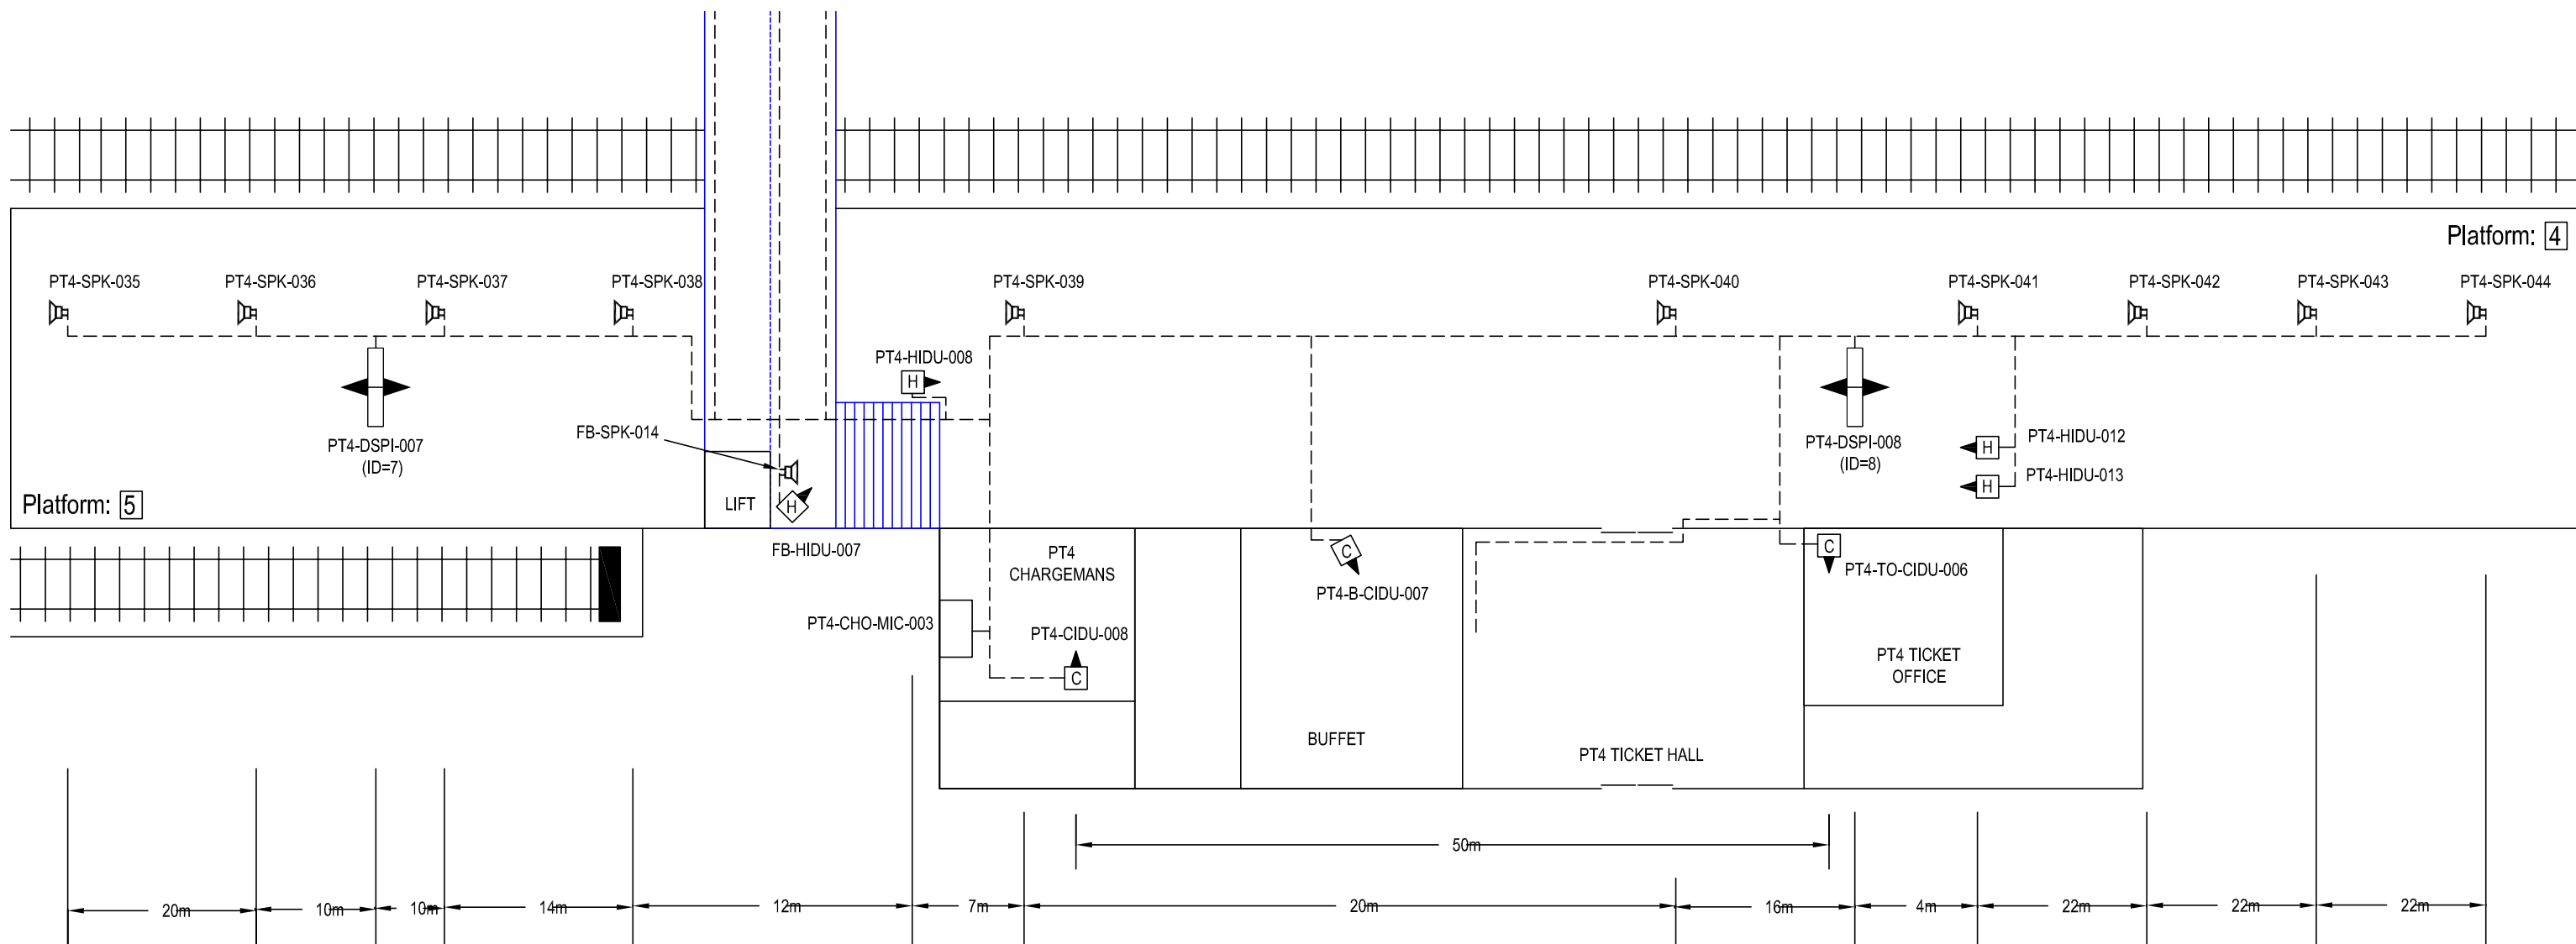 Platform: 4
PT4-SPK-035
PT4-SPK-036
PT4-SPK-037
PT4-SPK-038
PT4-SPK-039
PT4-SPK-040
PT4-SPK-041
PT4-SPK-042
PT4-SPK-043
PT4-SPK-044
PT4-HIDU-008
H
FB-SPK-014
PT4-DSPI-007
(ID=7)
PT4-DSPI-008
(ID=8)
H
PT4-HIDU-012
H
PT4-HIDU-013
Platform: 5
LIFT
H
FB-HIDU-007
PT4
CHARGEMANS
C
PT4-B-CIDU-007
C
PT4-TO-CIDU-006
PT4-CHO-MIC-003
PT4-CIDU-008
C
PT4 TICKET
OFFICE
BUFFET
PT4 TICKET HALL
50m
20m
10m
10m
14m
12m
7m
20m
16m
4m
22m
22m
22m